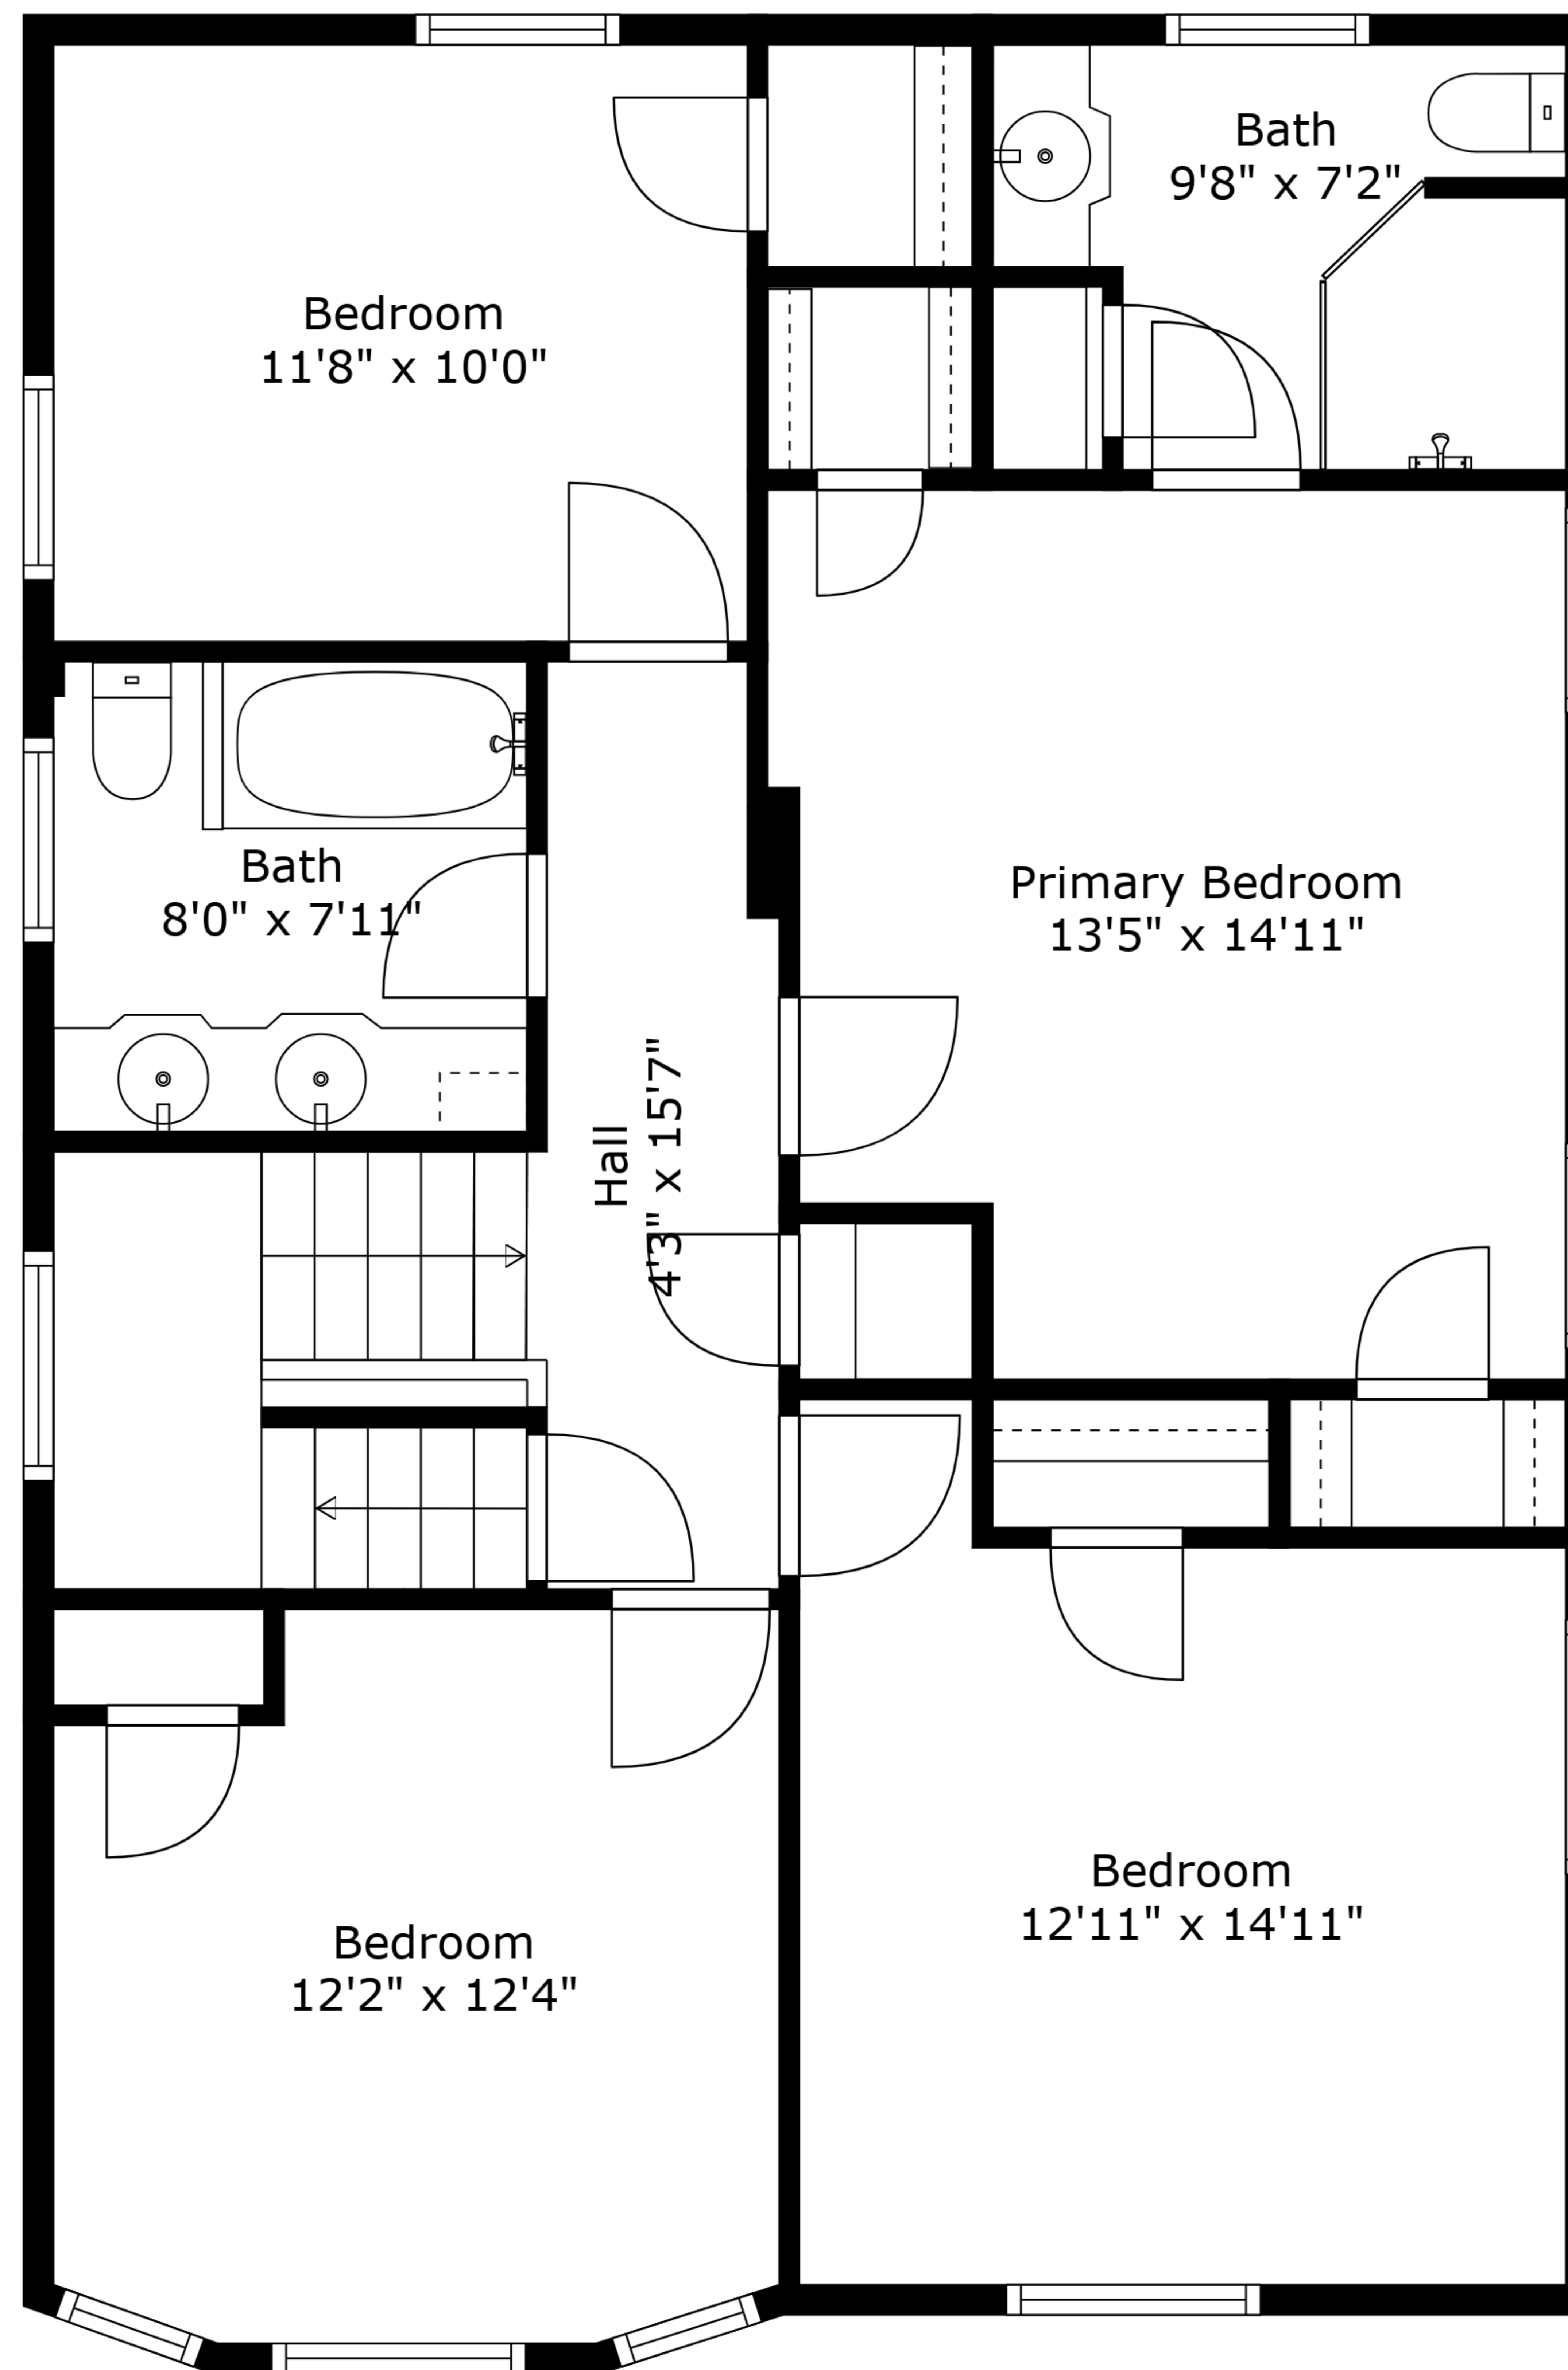 Bath
9'8" x 7'2"
Bedroom
11'8" x 10'0"
Bath
8'0" x 7'11"
Primary Bedroom
13'5" x 14'11"
Hall
4'3" x 15'7"
Bedroom
12'11" x 14'11"
Bedroom
12'2" x 12'4"